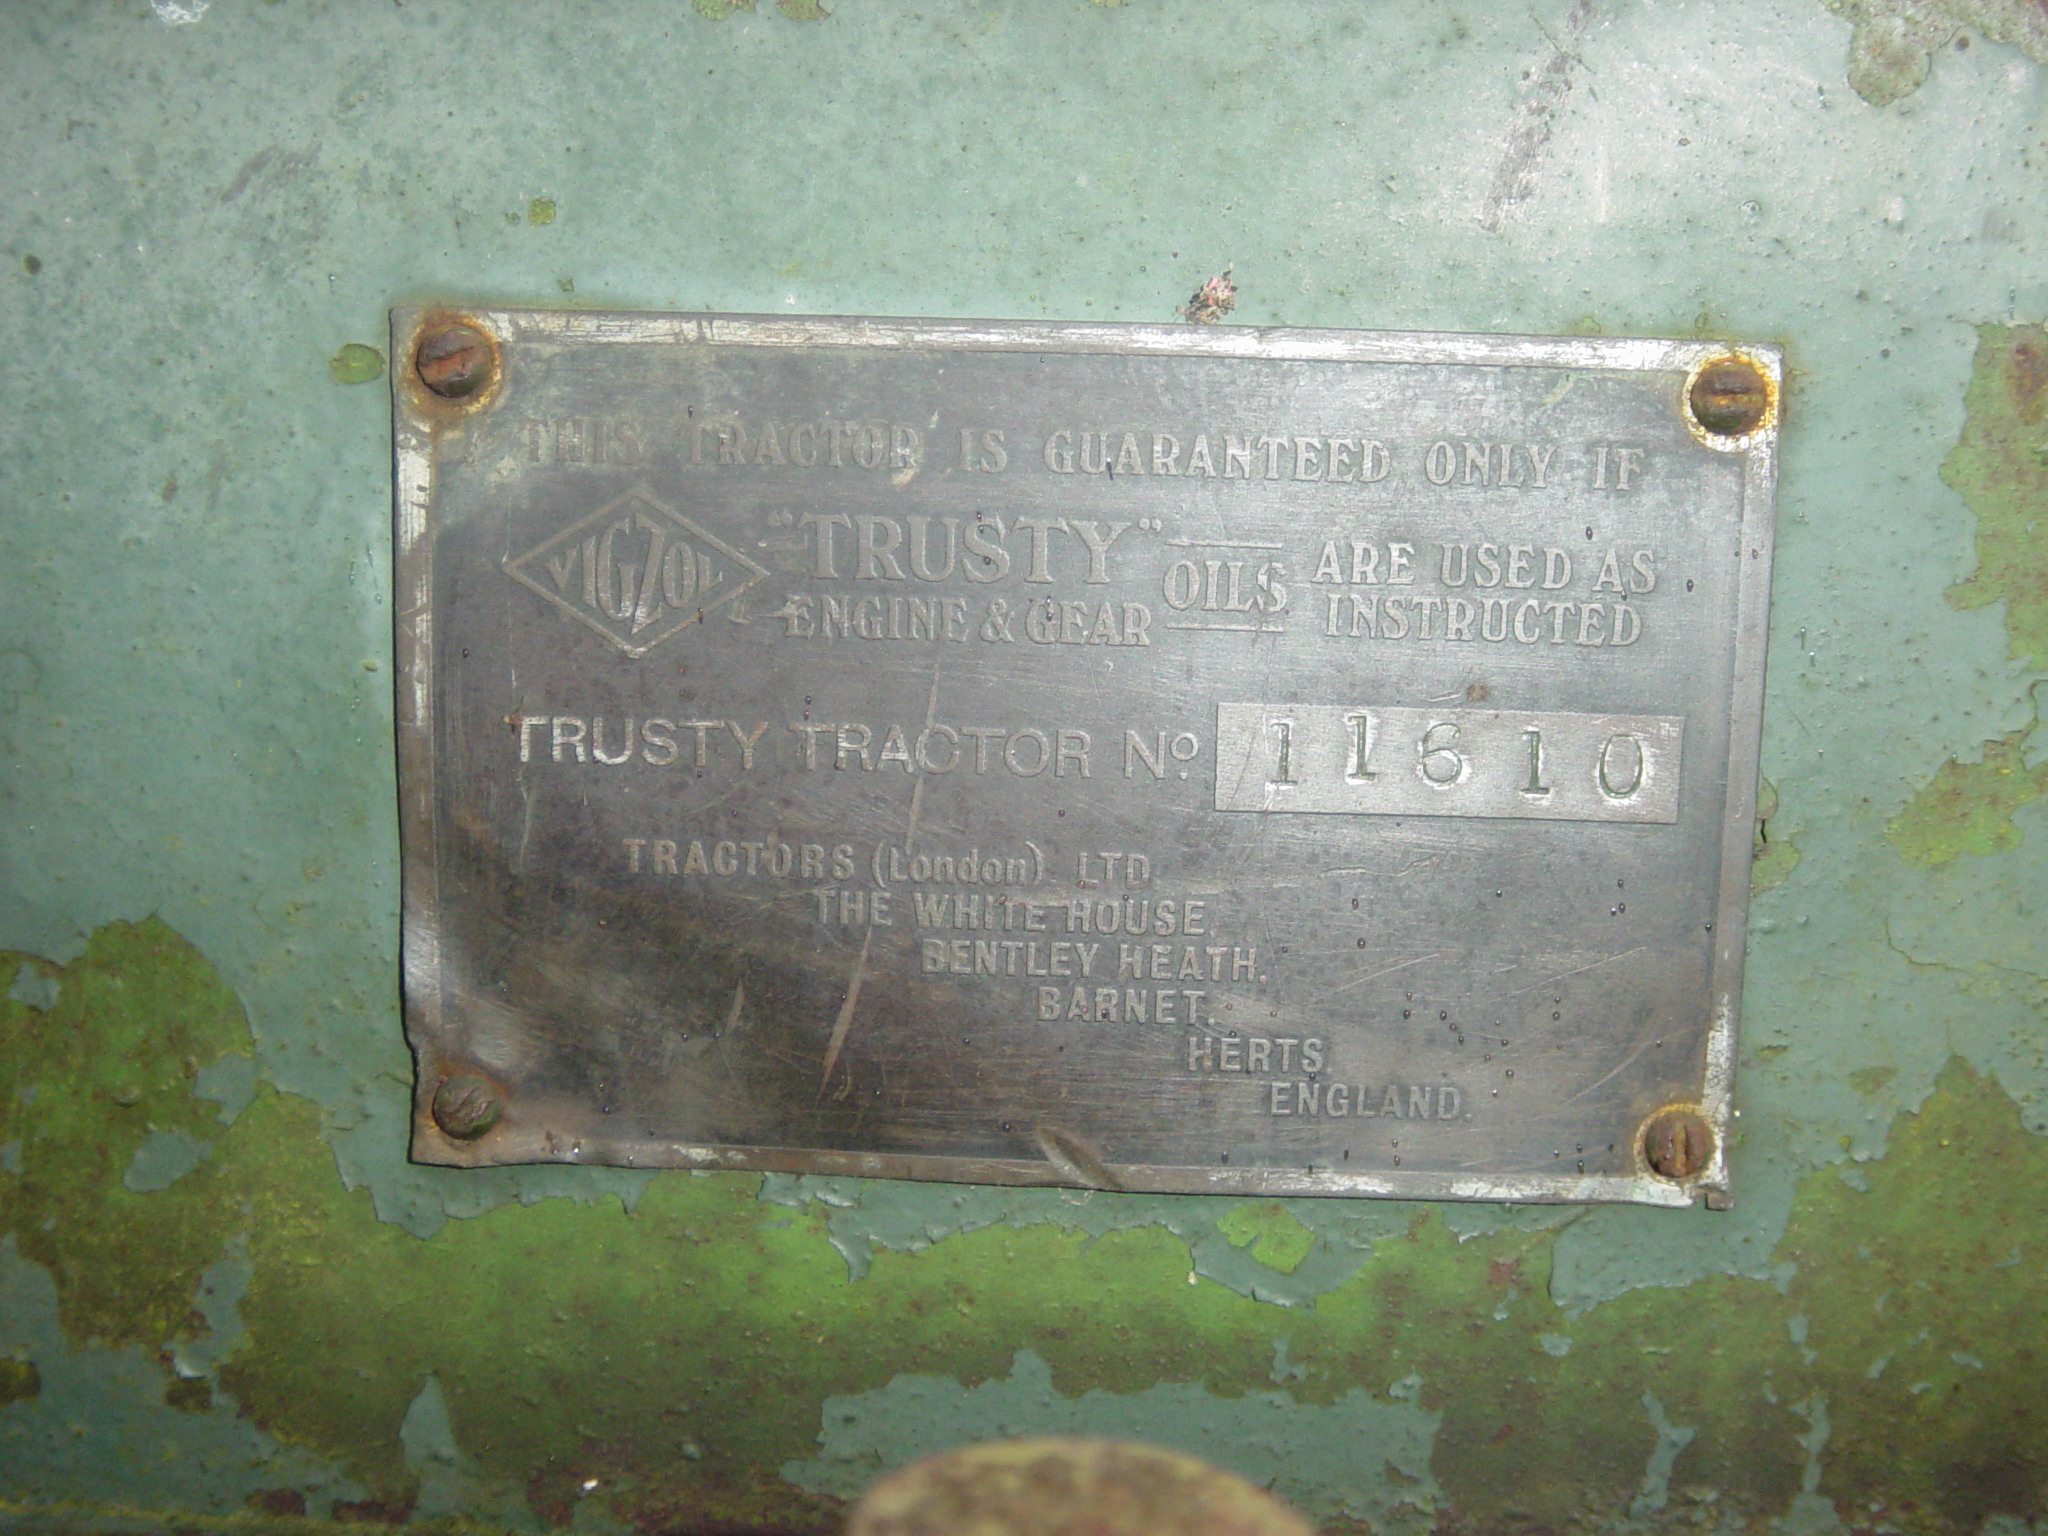 THIS TRACTOR IS GUARANTEED ONLY IF
VIGZOL "TRUSTY" OILS ARE USED AS
ENGINE & GEAR INSTRUCTED
TRUSTY TRACTOR Nº 11610
TRACTORS (London) LTD.
THE WHITE HOUSE.
BENTLEY HEATH.
BARNET.
HERTS.
ENGLAND.